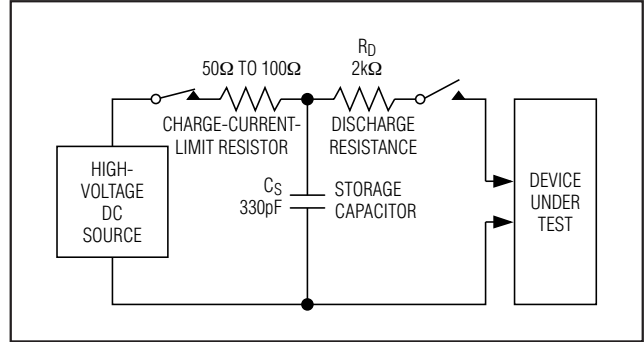 50Ω TO 100Ω
CHARGE-CURRENT-
LIMIT RESISTOR
RD
2kΩ
DISCHARGE
RESISTANCE
HIGH-
VOLTAGE
DC
SOURCE
CS
330pF
STORAGE
CAPACITOR
DEVICE
UNDER
TEST